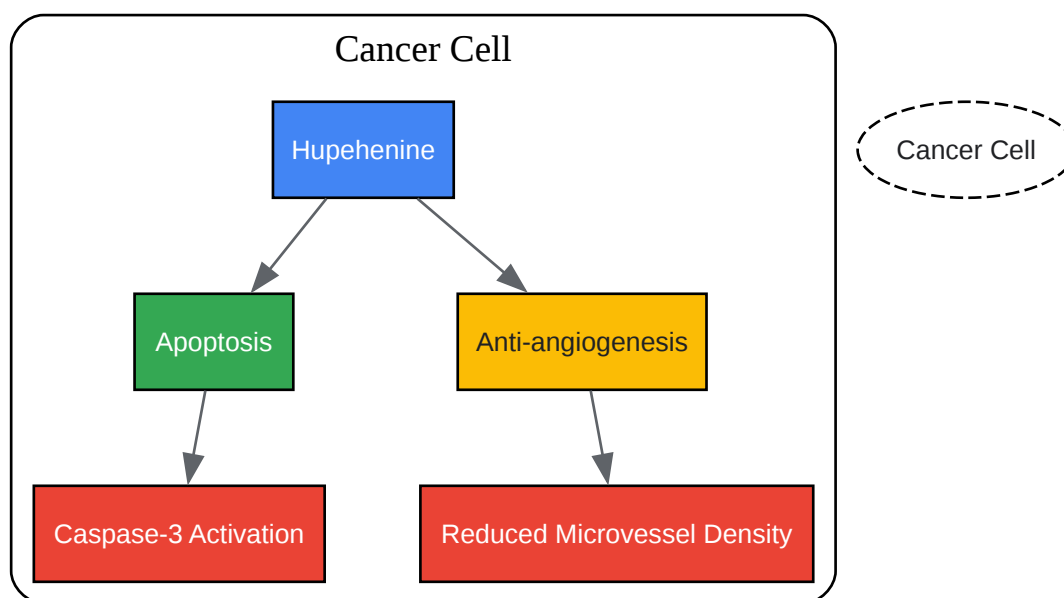 Cancer Cell
Hupehenine
Cancer Cell
Apoptosis
Anti-angiogenesis
Caspase-3 Activation
Reduced Microvessel Density